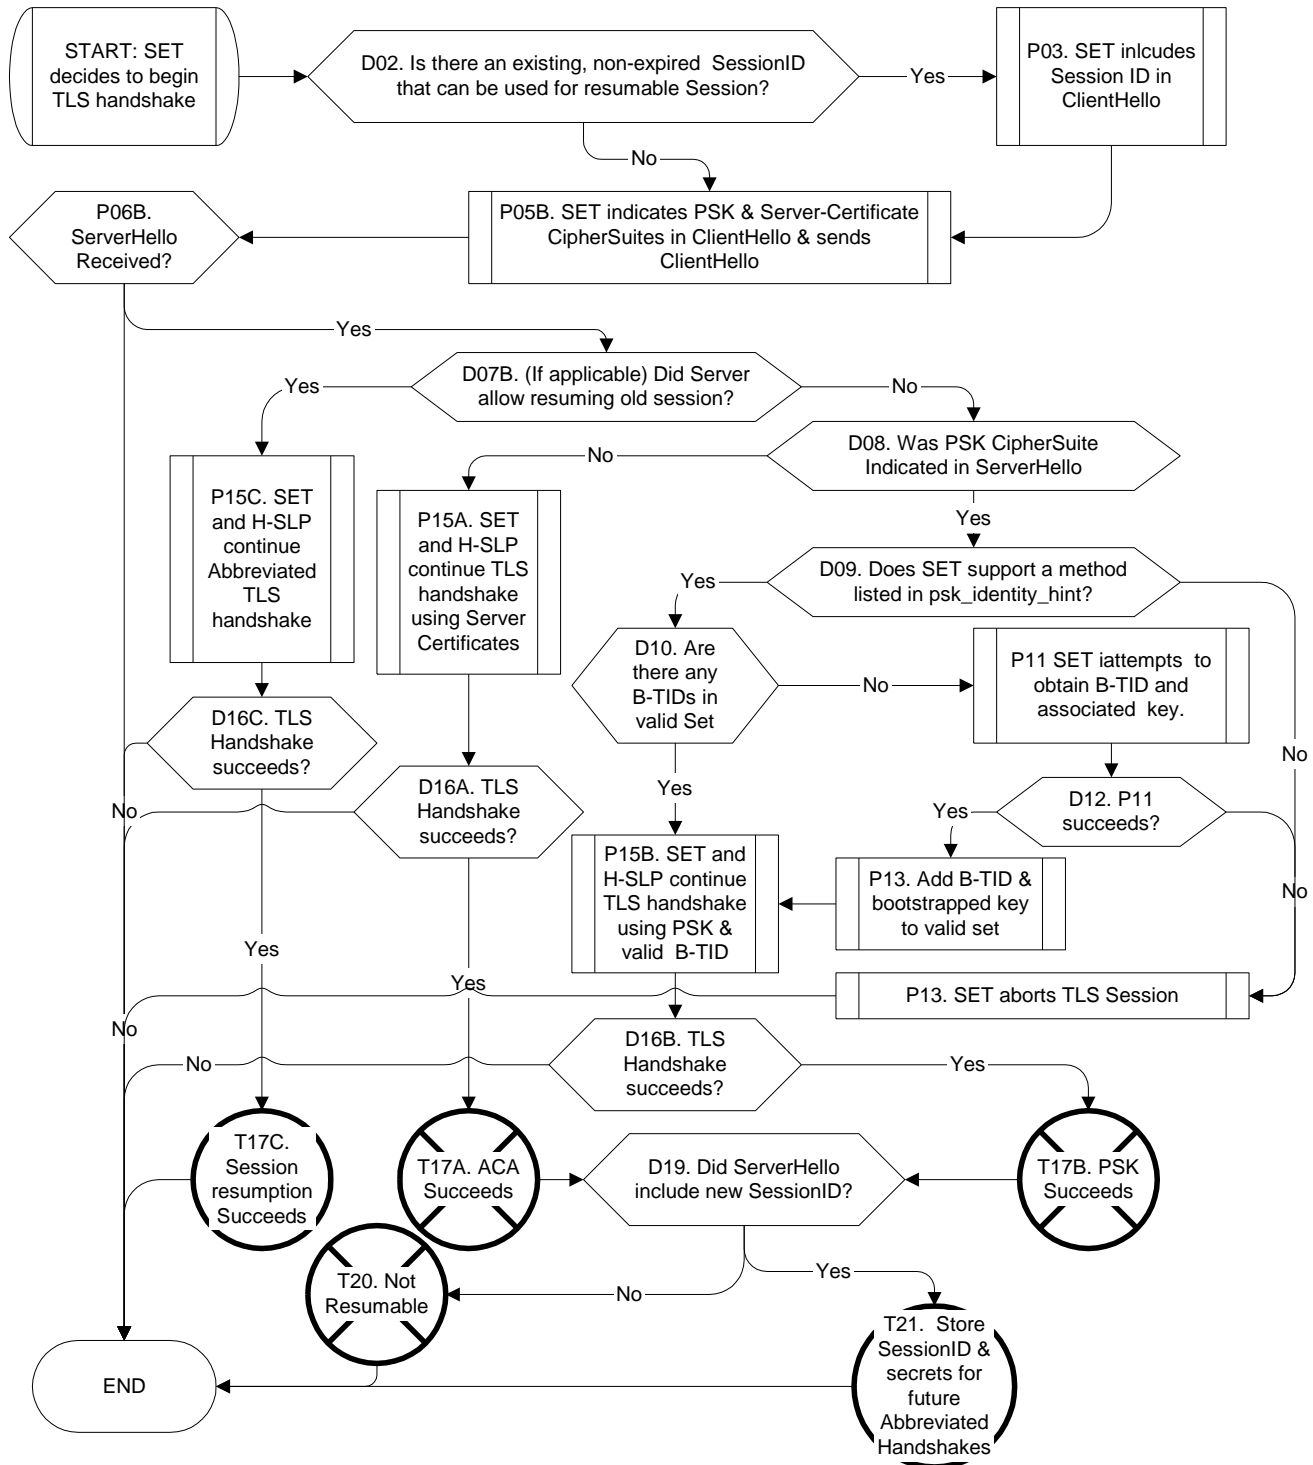 START: SET
decides to begin
TLS handshake
D02. Is there an existing, non-expired  SessionID
that can be used for resumable Session?
Yes
P03. SET inlcudes
Session ID in
ClientHello
No
P06B.
ServerHello
Received?
P05B. SET indicates PSK & Server-Certificate
CipherSuites in ClientHello & sends
ClientHello
Yes
D07B. (If applicable) Did Server
allow resuming old session?
Yes
No
D08. Was PSK CipherSuite
Indicated in ServerHello
No
Yes
P15C. SET
and H-SLP
continue
Abbreviated
TLS
handshake
P15A. SET
and H-SLP
continue TLS
handshake
using Server
Certificates
D09. Does SET support a method
listed in psk_identity_hint?
Yes
D10. Are
there any
B-TIDs in
valid Set
No
P11 SET iattempts  to
obtain B-TID and
associated  key.
No
D16C. TLS
Handshake
succeeds?
D16A. TLS
Handshake
succeeds?
No
Yes
D12. P11
succeeds?
Yes
No
P15B. SET and
H-SLP continue
TLS handshake
using PSK &
valid  B-TID
P13. Add B-TID &
bootstrapped key
to valid set
Yes
Yes
P13. SET aborts TLS Session
No
D16B. TLS
Handshake
succeeds?
No
Yes
T17C.
Session
resumption
Succeeds
T17A. ACA
Succeeds
D19. Did ServerHello
include new SessionID?
T17B. PSK
Succeeds
T20. Not
Resumable
No
Yes
T21.  Store
SessionID &
secrets for
future
Abbreviated
Handshakes
END